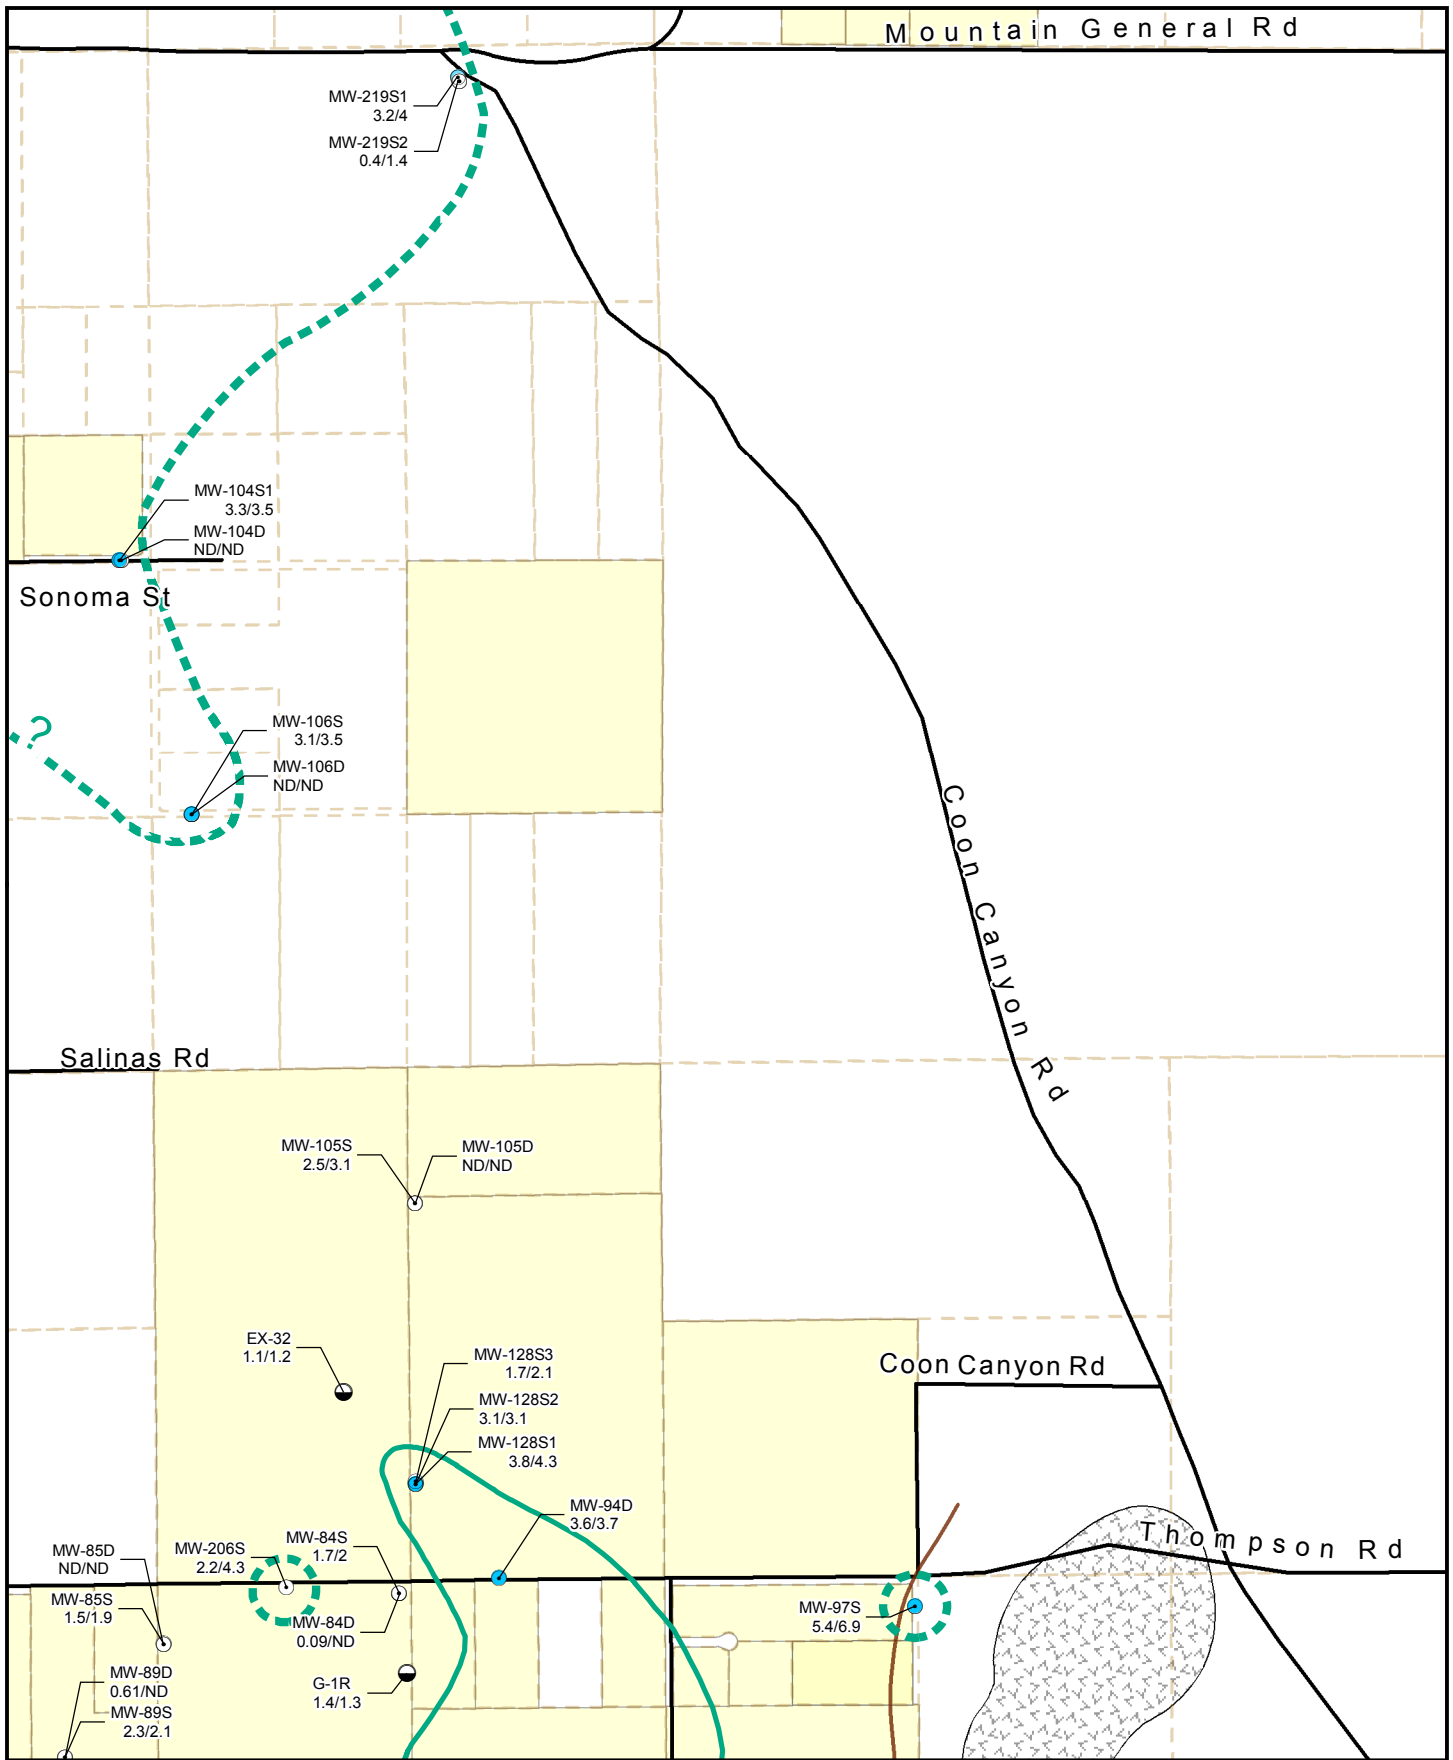 Mountain General Rd
MW-219S1
3.2/4
MW-219S2
0.4/1.4
MW-104S1
3.3/3.5
MW-104D
ND/ND
Sonoma St
?
MW-106S
3.1/3.5
MW-106D
ND/ND
Coon Canyon Rd
Salinas Rd
MW-105S
2.5/3.1
MW-105D
ND/ND
EX-32
1.1/1.2
MW-128S3
1.7/2.1
MW-128S2
3.1/3.1
MW-128S1
3.8/4.3
Coon Canyon Rd
MW-94D
3.6/3.7
Thompson Rd
MW-85D
ND/ND
MW-206S
2.2/4.3
MW-84S
1.7/2
MW-85S
1.5/1.9
MW-84D
0.09/ND
MW-97S
5.4/6.9
MW-89D
0.61/ND
MW-89S
2.3/2.1
G-1R
1.4/1.3